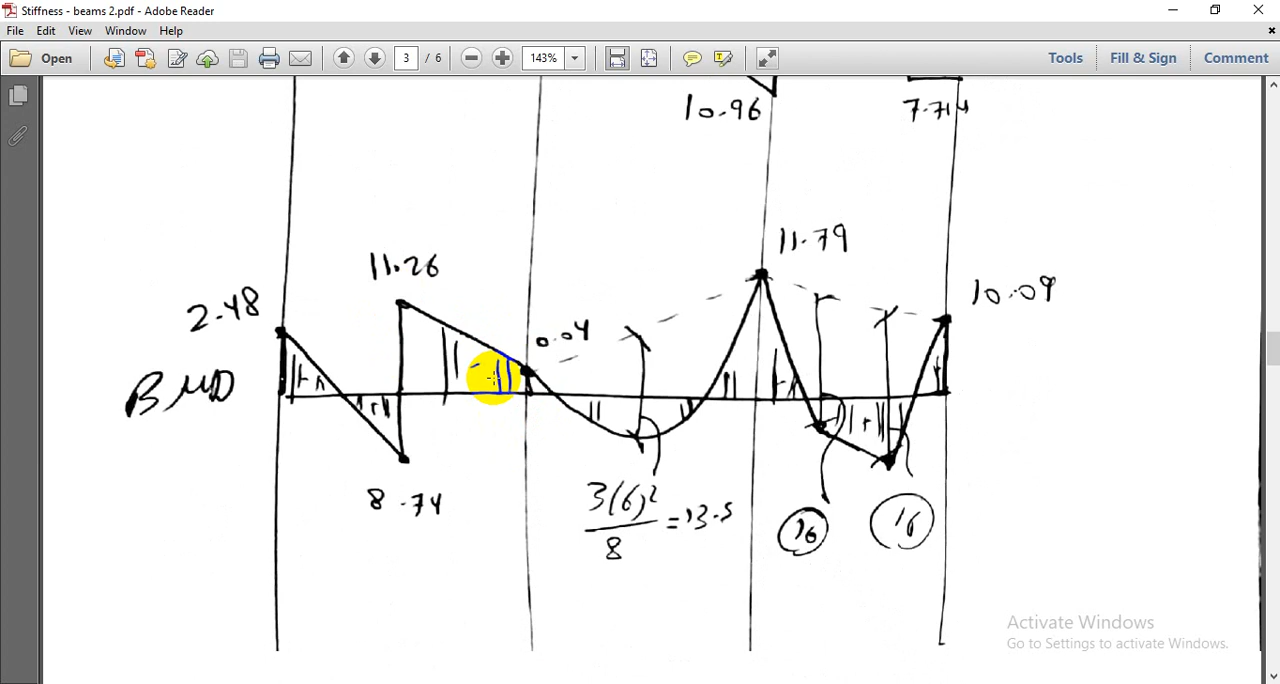 Stiffness - beams 2.pdf - Adobe Reader
File Edit View Window Help
Open 3 / 6 143% Tools Fill & Sign Comment
10.96
7.714
11.79
11.26
10.09
2.48
0.04
BMD
8.74
3(6)²/8 = 13.5
16
16
Activate Windows
Go to Settings to activate Windows.